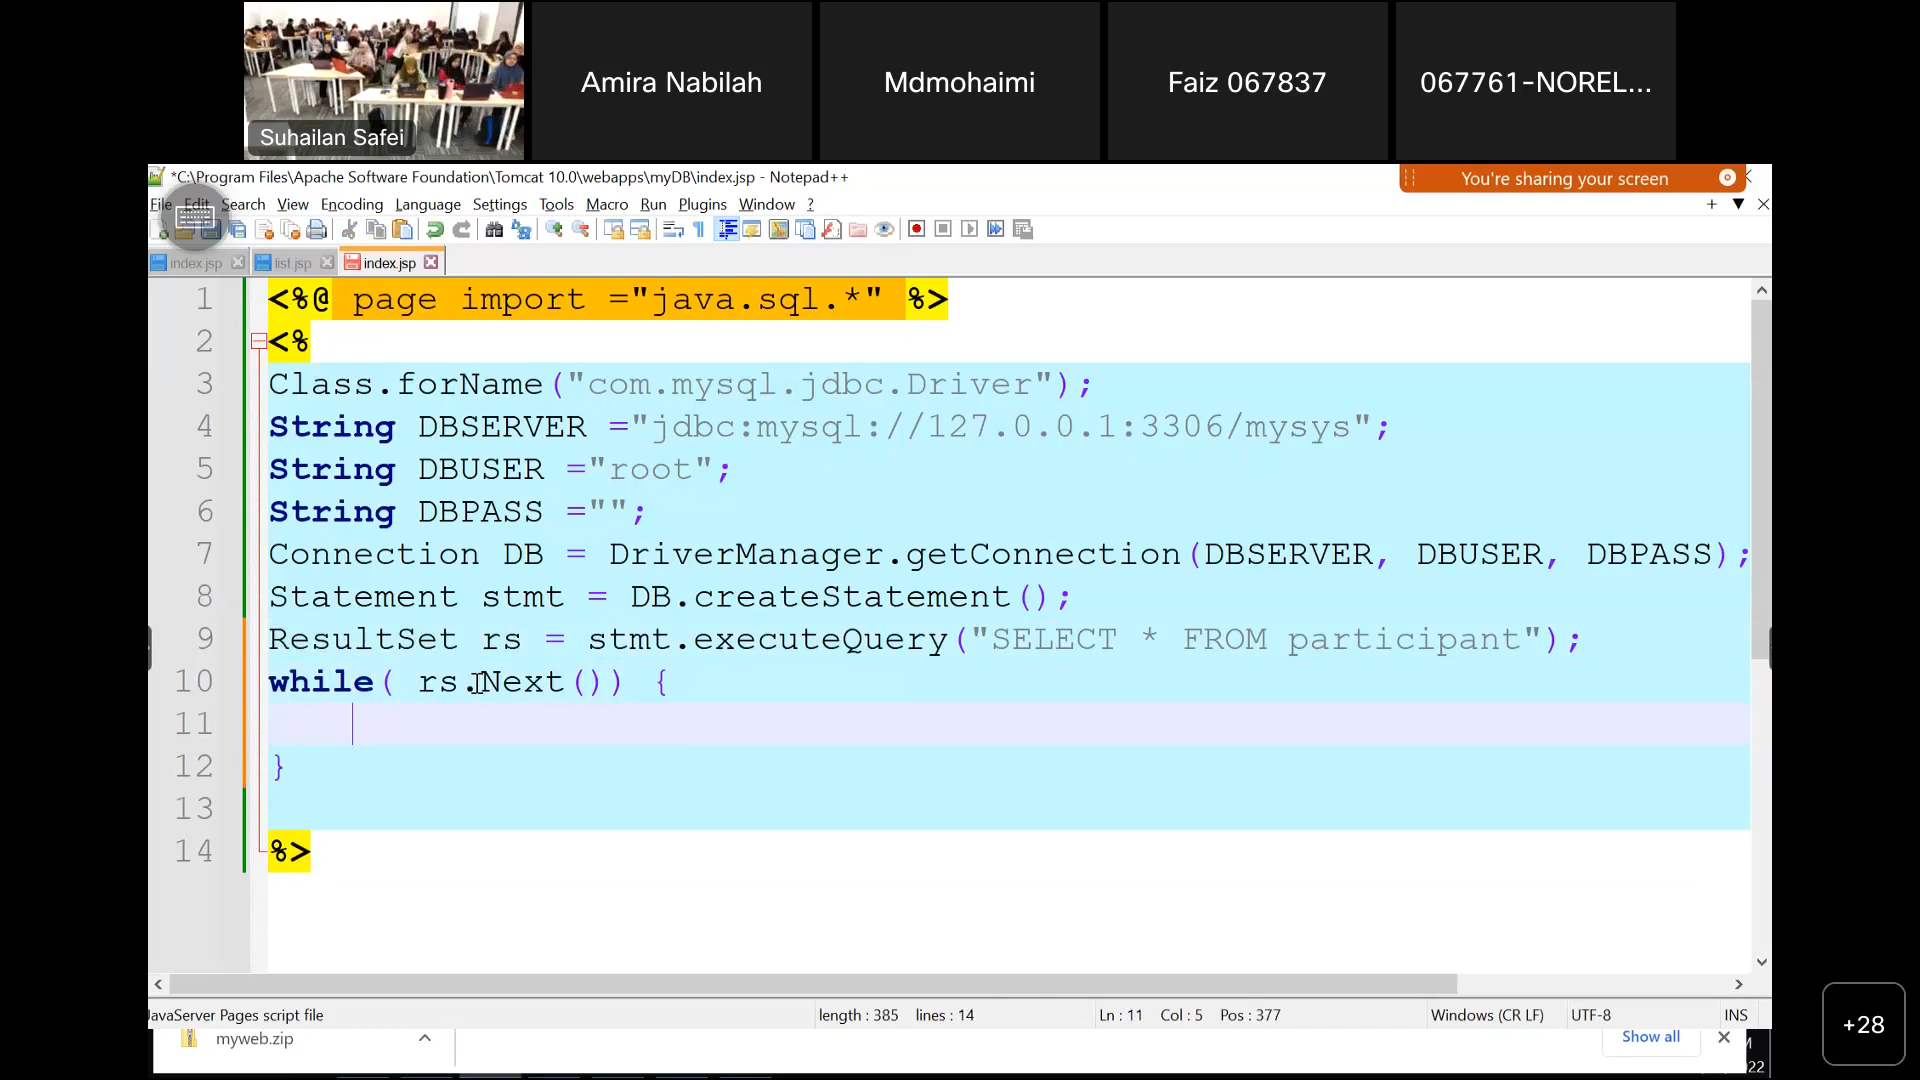 Suhailan Safei
Amira Nabilah
Mdmohaimi
Faiz 067837
067761-NOREL...
*C:\Program Files\Apache Software Foundation\Tomcat 10.0\webapps\myDB\index.jsp - Notepad++
You're sharing your screen
File Edit Search View Encoding Language Settings Tools Macro Run Plugins Window ?
index.jsp list.jsp index.jsp
1 <%@ page import ="java.sql.*" %>
2 <%
3 Class.forName("com.mysql.jdbc.Driver");
4 String DBSERVER ="jdbc:mysql://127.0.0.1:3306/mysys";
5 String DBUSER ="root";
6 String DBPASS ="";
7 Connection DB = DriverManager.getConnection(DBSERVER, DBUSER, DBPASS);
8 Statement stmt = DB.createStatement();
9 ResultSet rs = stmt.executeQuery("SELECT * FROM participant");
10 while( rs.Next()) {
11
12 }
13
14 %>
JavaServer Pages script file length : 385 lines : 14 Ln : 11 Col : 5 Pos : 377 Windows (CR LF) UTF-8 INS
myweb.zip Show all
+28